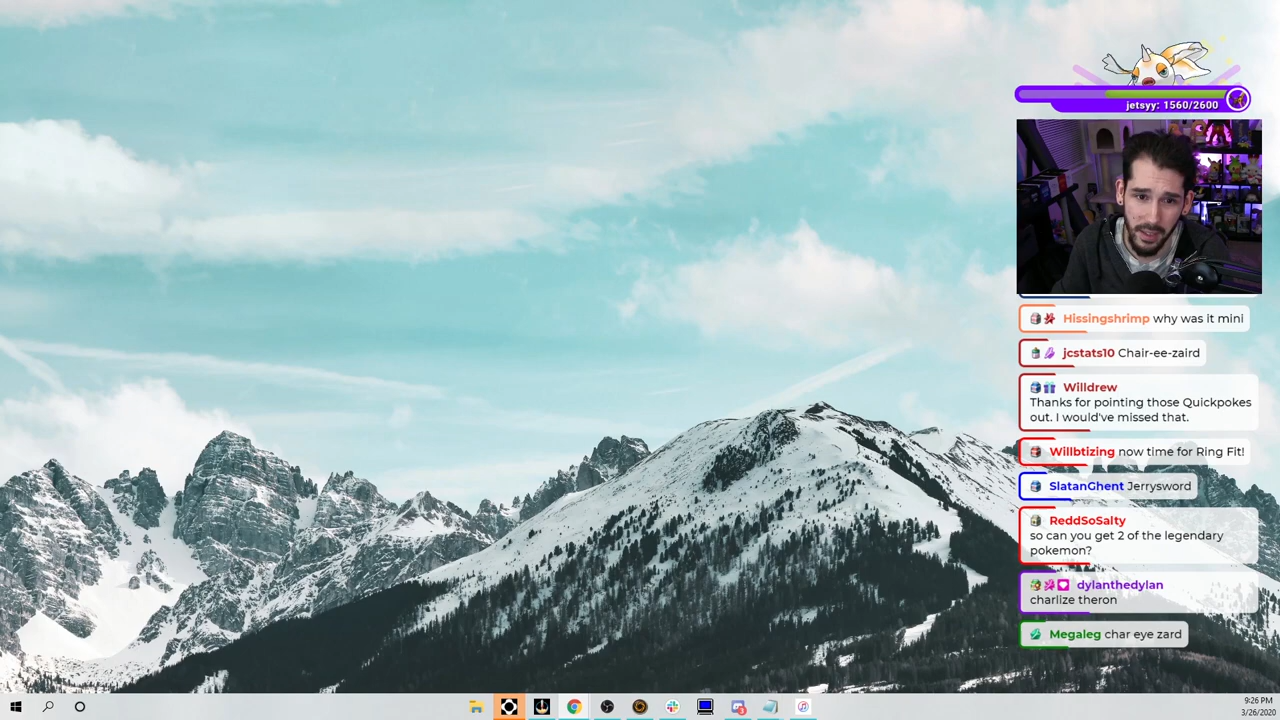 jetsyy: 1560/2600
Hissingshrimp why was it mini
jcstats10 Chair-ee-zaird
Willdrew
Thanks for pointing those Quickpokes
out. I would've missed that.
Willbtizing now time for Ring Fit!
SlatanGhent Jerrysword
ReddSoSalty
so can you get 2 of the legendary
pokemon?
dylanthedylan
charlize theron
Megaleg char eye zard
9:26 PM
3/26/2020